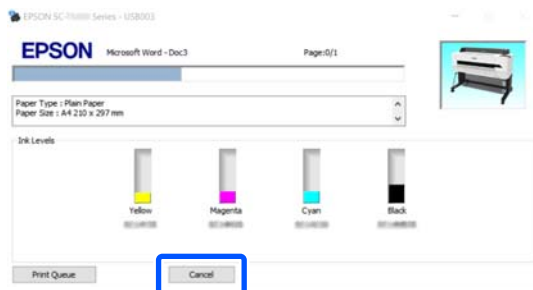 EPSON SC- Series - USB003
EPSON
Microsoft Word - Doc3
Page:0/1
Paper Type : Plain Paper
Paper Size : A4 210 x 297 mm
Ink Levels
Yellow
Magenta
Cyan
Black
Print Queue
Cancel